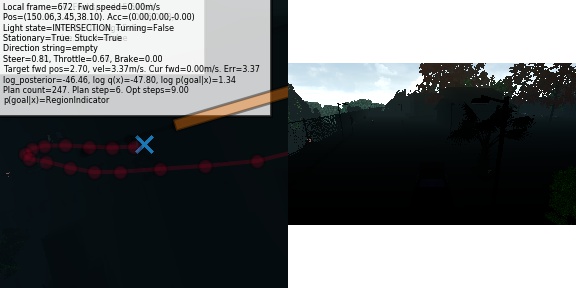 Local frame=672. Fwd speed=0.00m/s
Pos=(150.06,3.45,38.10). Acc=(0.00,0.00,-0.00)
Light state=INTERSECTION. Turning=False
Stationary=True. Stuck=True
Direction string=empty
Steer=0.81, Throttle=0.67, Brake=0.00
Target fwd pos=2.70, vel=3.37m/s. Cur fwd=0.00m/s. Err=3.37
log_posterior=-46.46, log q(x)=-47.80, log p(goal|x)=1.34
Plan count=247. Plan step=6. Opt steps=9.00
p(goal|x)=RegionIndicator